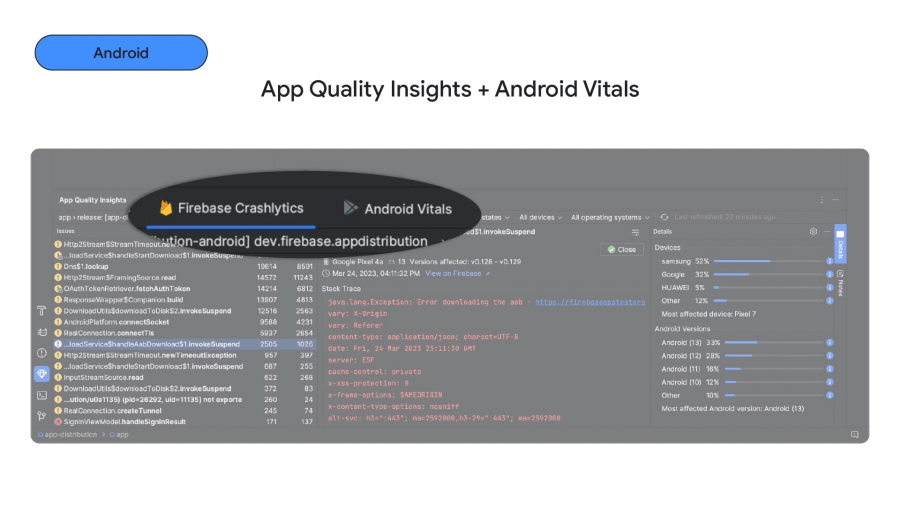 Android
App Quality Insights + Android Vitals
App Quality Insights
Firebase Crashlytics
Android Vitals
app › release:
states
All devices
All operating systems
Last refreshed: 23 minutes ago
dev.firebase.appdistribution
Issues
Http2Stream$StreamTimeout.
...loadService$handleStartDownload$1.invokeSuspend
Dns$1.lookup 19614 8591
Http2Stream$FramingSource.read 14572 11243
OAuthTokenRetriever.fetchAuthToken 14214 6812
ResponseWrapper$Companion.build 13807 4813
DownloadUtils$downloadToDisk$2.invokeSuspend 12516 2563
AndroidPlatform.connectSocket 9588 4231
RealConnection.connectTls 5937 2654
...loadService$handleAabDownload$1.invokeSuspend 2505 1026
Http2Stream$StreamTimeout.newTimeoutException 957 397
...loadService$handleStartDownload$1.invokeSuspend 687 255
InputStreamSource.read 622 268
DownloadUtils$downloadToDisk$2.invokeSuspend 372 83
...ution/u0a1135} (pid=26292, uid=11135) not exporte 260 24
RealConnection.createTunnel 245 74
SignInViewModel.handleSignInResult 171 137
d$1.invokeSuspend
Close
Google Pixel 4a 13 Versions affected: v0.128 – v0.129
Mar 24, 2023, 04:11:32 PM View on Firebase
Stack Trace
java.lang.Exception: Error downloading the aab - https://firebaseapptesters
vary: X-Origin
vary: Referer
content-type: application/json; charset=UTF-8
date: Fri, 24 Mar 2023 23:11:30 GMT
server: ESF
cache-control: private
x-xss-protection: 0
x-frame-options: SAMEORIGIN
x-content-type-options: nosniff
alt-svc: h3=":443"; ma=2592000,h3-29=":443"; ma=2592000
Details
Devices
samsung 52%
Google 32%
HUAWEI 5%
Other 12%
Most affected device: Pixel 7
Android Versions
Android (13) 33%
Android (12) 28%
Android (11) 16%
Android (10) 12%
Other 10%
Most affected Android version: Android (13)
Details
Notes
app-distribution › app